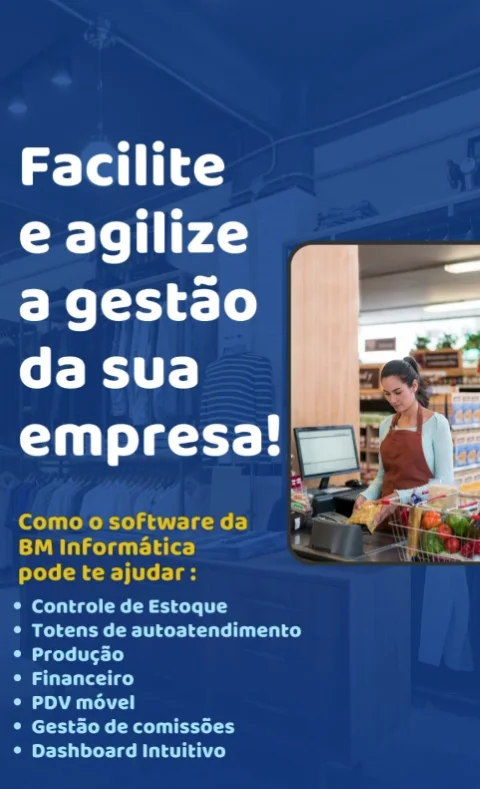 Facilite
e agilize
a gestão
da sua
empresa!
Como o software da
BM Informática
pode te ajudar :
• Controle de Estoque
• Totens de autoatendimento
• Produção
• Financeiro
• PDV móvel
• Gestão de comissões
• Dashboard Intuitivo